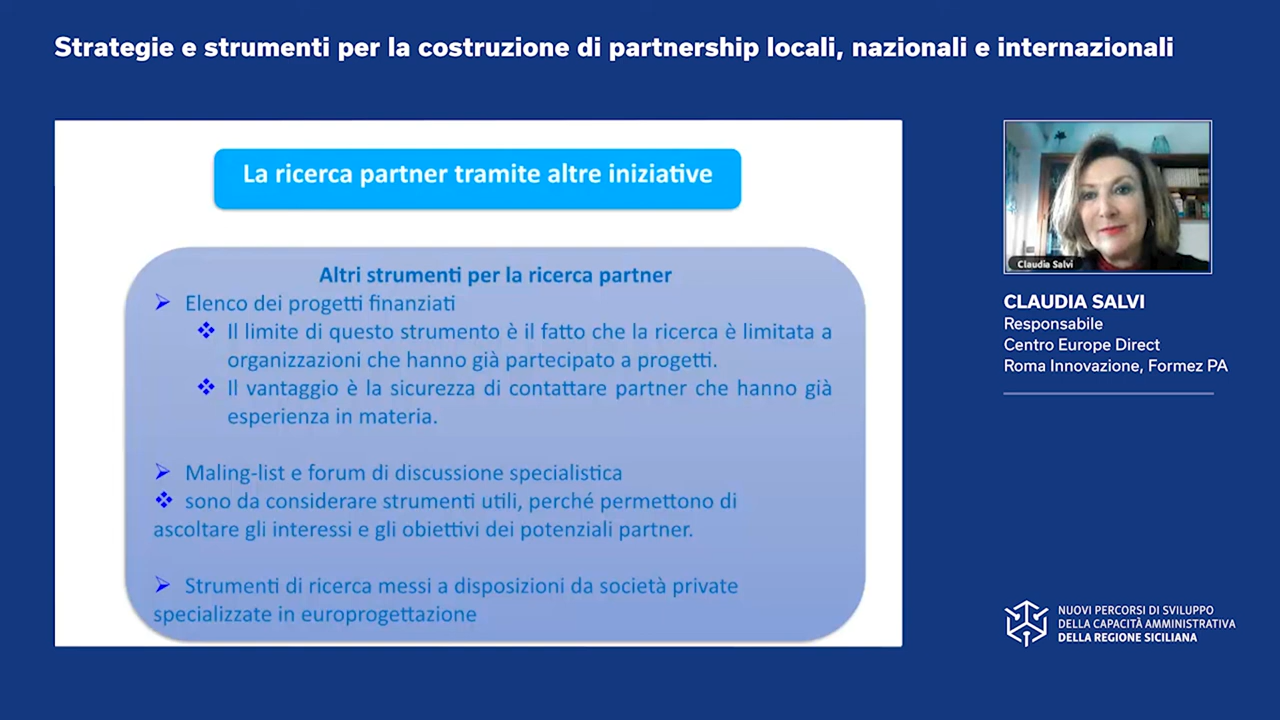 Strategie e strumenti per la costruzione di partnership locali, nazionali e internazionali
La ricerca partner tramite altre iniziative
Altri strumenti per la ricerca partner
Elenco dei progetti finanziati
Il limite di questo strumento è il fatto che la ricerca è limitata a
organizzazioni che hanno già partecipato a progetti.
Il vantaggio è la sicurezza di contattare partner che hanno già
esperienza in materia.
Maling-list e forum di discussione specialistica
sono da considerare strumenti utili, perché permettono di
ascoltare gli interessi e gli obiettivi dei potenziali partner.
Strumenti di ricerca messi a disposizioni da società private
specializzate in europrogettazione
Claudia Salvi
CLAUDIA SALVI
Responsabile
Centro Europe Direct
Roma Innovazione, Formez PA
NUOVI PERCORSI DI SVILUPPO
DELLA CAPACITÀ AMMINISTRATIVA
DELLA REGIONE SICILIANA